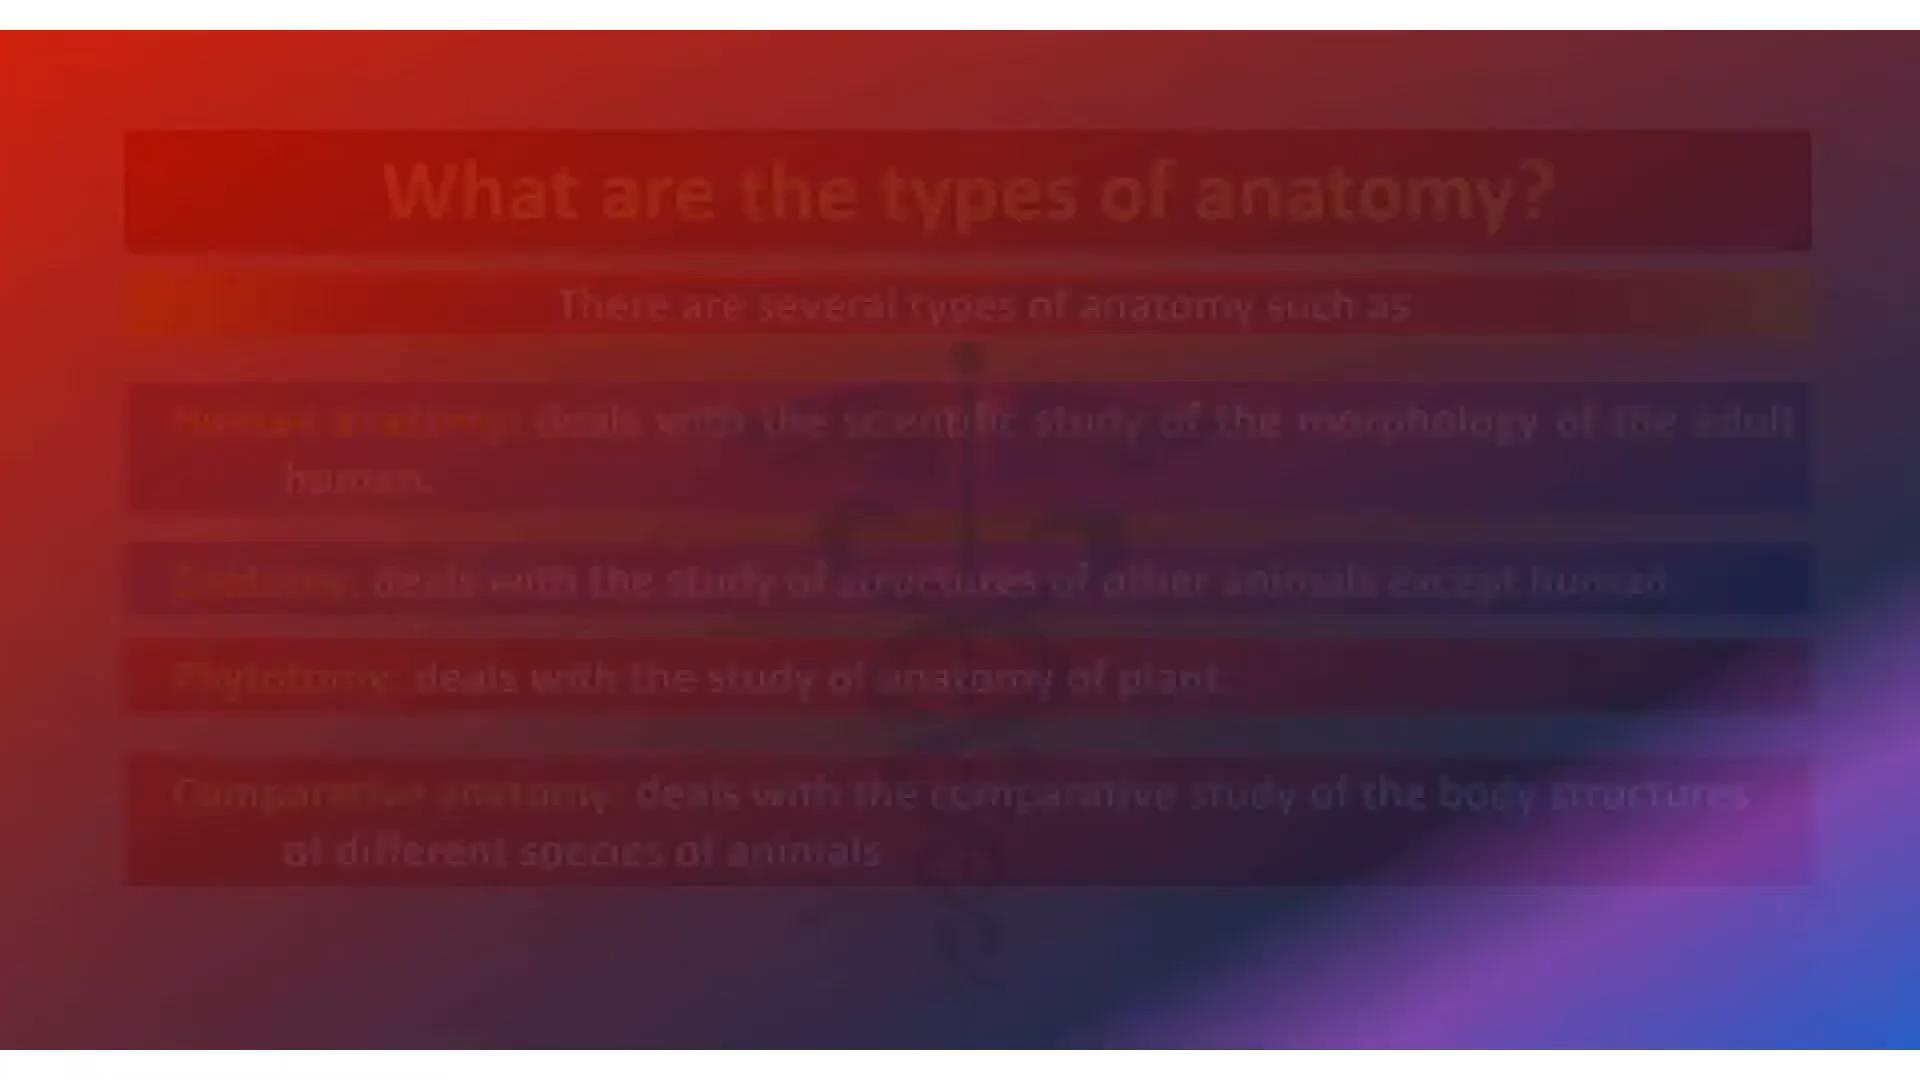 What are the types of anatomy?
There are several types of anatomy such as
Human anatomy: deals with the scientific study of the morphology of the adult
human.
Zootomy: deals with the study of structures of other animals except human
Phytotomy: deals with the study of anatomy of plant.
Comparative anatomy: deals with the comparative study of the body structures
of different species of animals